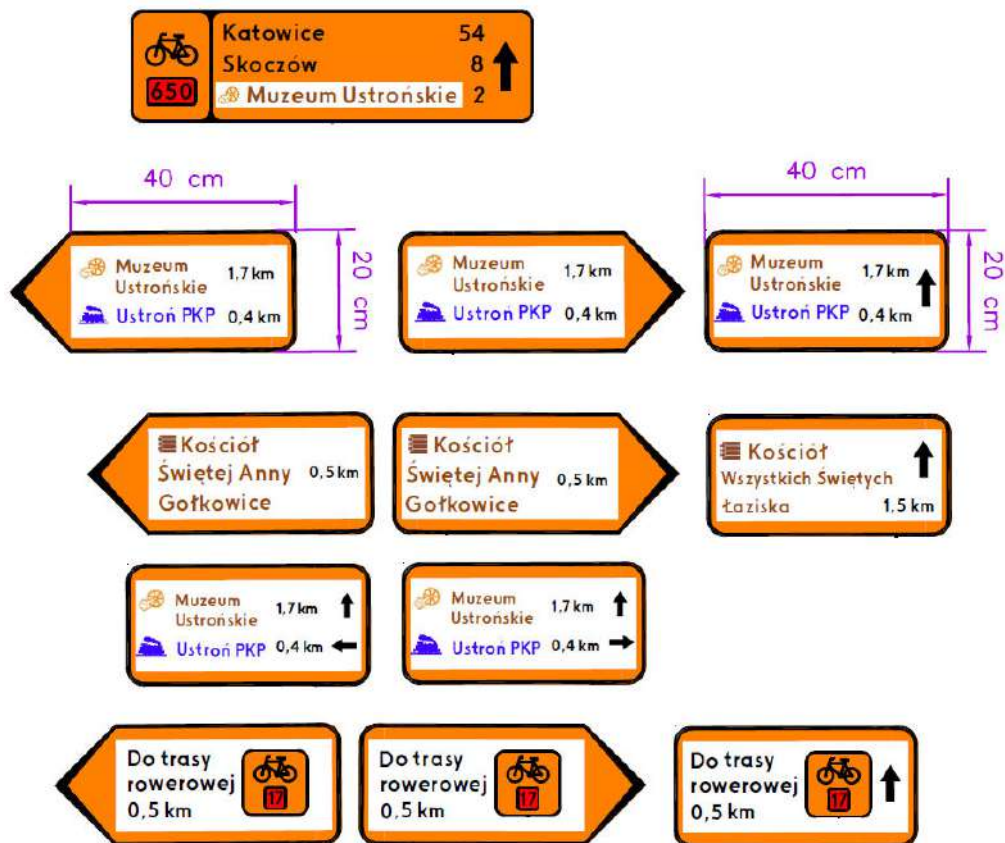 Katowice 54
Skoczów 8
650
Muzeum Ustrońskie 2
40 cm
40 cm
Muzeum
Ustrońskie 1,7 km
Ustroń PKP 0,4 km
20 cm
Muzeum
Ustrońskie 1,7 km
Ustroń PKP 0,4 km
Muzeum
Ustrońskie 1,7 km
Ustroń PKP 0,4 km
20 cm
Kościół
Świętej Anny 0,5 km
Gołkowice
Kościół
Świętej Anny 0,5 km
Gołkowice
Kościół
Wszystkich Świętych
Łaziska 1,5 km
Muzeum
Ustrońskie 1,7 km
Ustroń PKP 0,4 km
Muzeum
Ustrońskie 1,7 km
Ustroń PKP 0,4 km
Do trasy
rowerowej
0,5 km
17
Do trasy
rowerowej
0,5 km
17
Do trasy
rowerowej
0,5 km
17